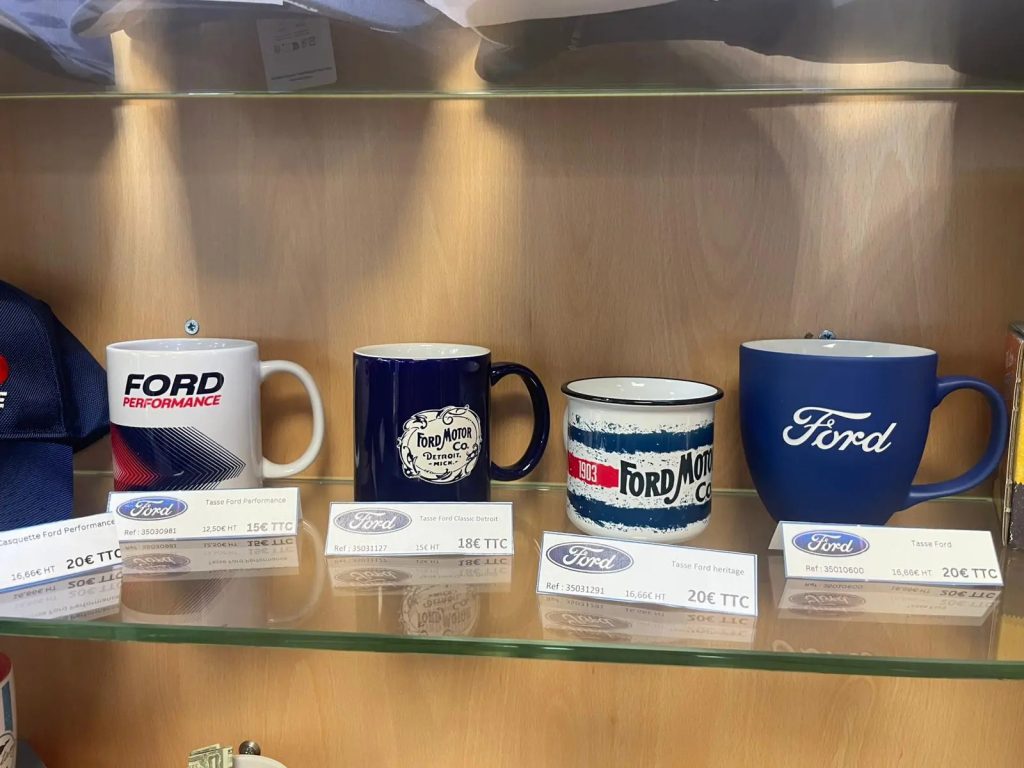 FORD
PERFORMANCE
FORD MOTOR
Co.
DETROIT,
MICH.
1903
FORD MOTO
Co
Ford
Casquette Ford Performance
16,66€ HT 20€ TTC
Ford
Tasse Ford Performance
Ref : 35030981 12,50€ HT 15€ TTC
Ford
Tasse Ford Classic Detroit
Ref : 35031127 15€ HT 18€ TTC
Ford
Tasse Ford heritage
Ref : 35031291 16,66€ HT 20€ TTC
Ford
Tasse Ford
Ref : 35010600 16,66€ HT 20€ TTC